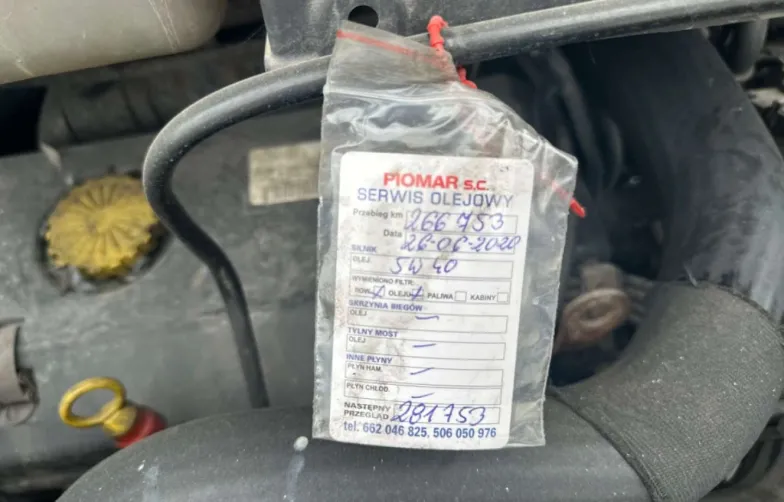 PIOMAR s.c.
SERWIS OLEJOWY
Przebieg km 266 753
Data 26-06-2020
SILNIK
OLEJ 5W 40
WYMIENIONO FILTR:
POW. X OLEJU X PALIWA KABINY
SKRZYNIA BIEGÓW
OLEJ —
TYLNY MOST
OLEJ —
INNE PŁYNY
PŁYN HAM. —
PŁYN CHŁOD. —
NASTĘPNY
PRZEGLĄD 281753
tel. 662 046 825, 506 050 976